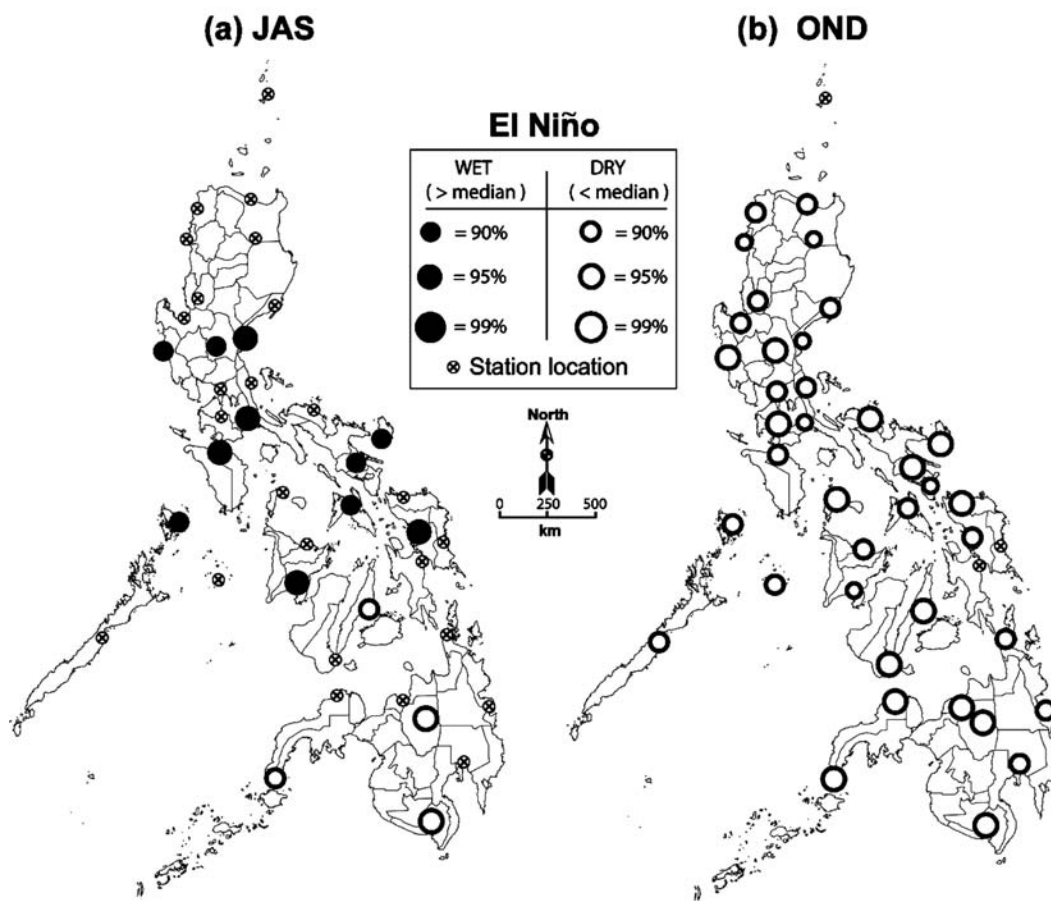 (a) JAS
(b) OND
El Niño
WET
DRY
( > median )
( < median )
= 90%
= 90%
= 95%
= 95%
= 99%
= 99%
Station location
North
0 250 500
km